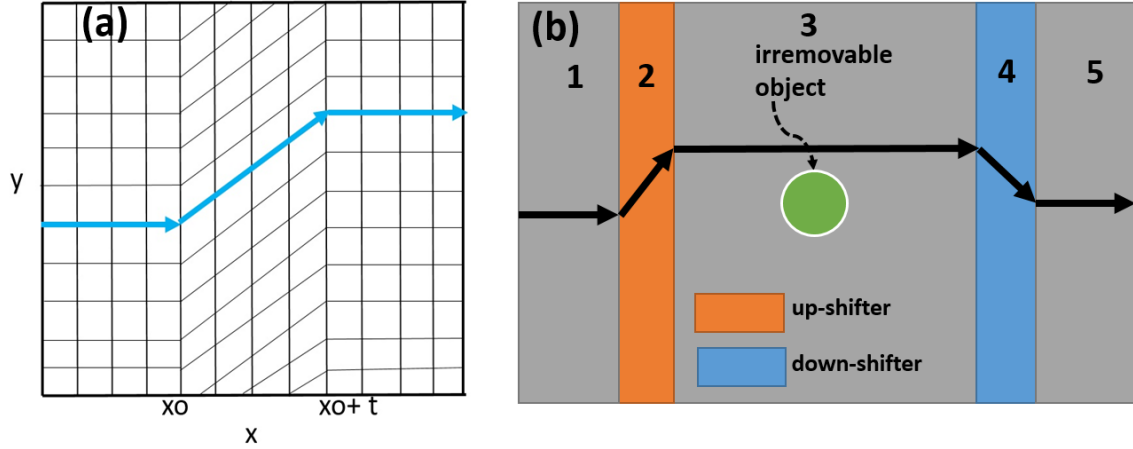 (a)
y
xo
xo+ t
x
(b)
1
2
3
irremovable
object
4
5
up-shifter
down-shifter